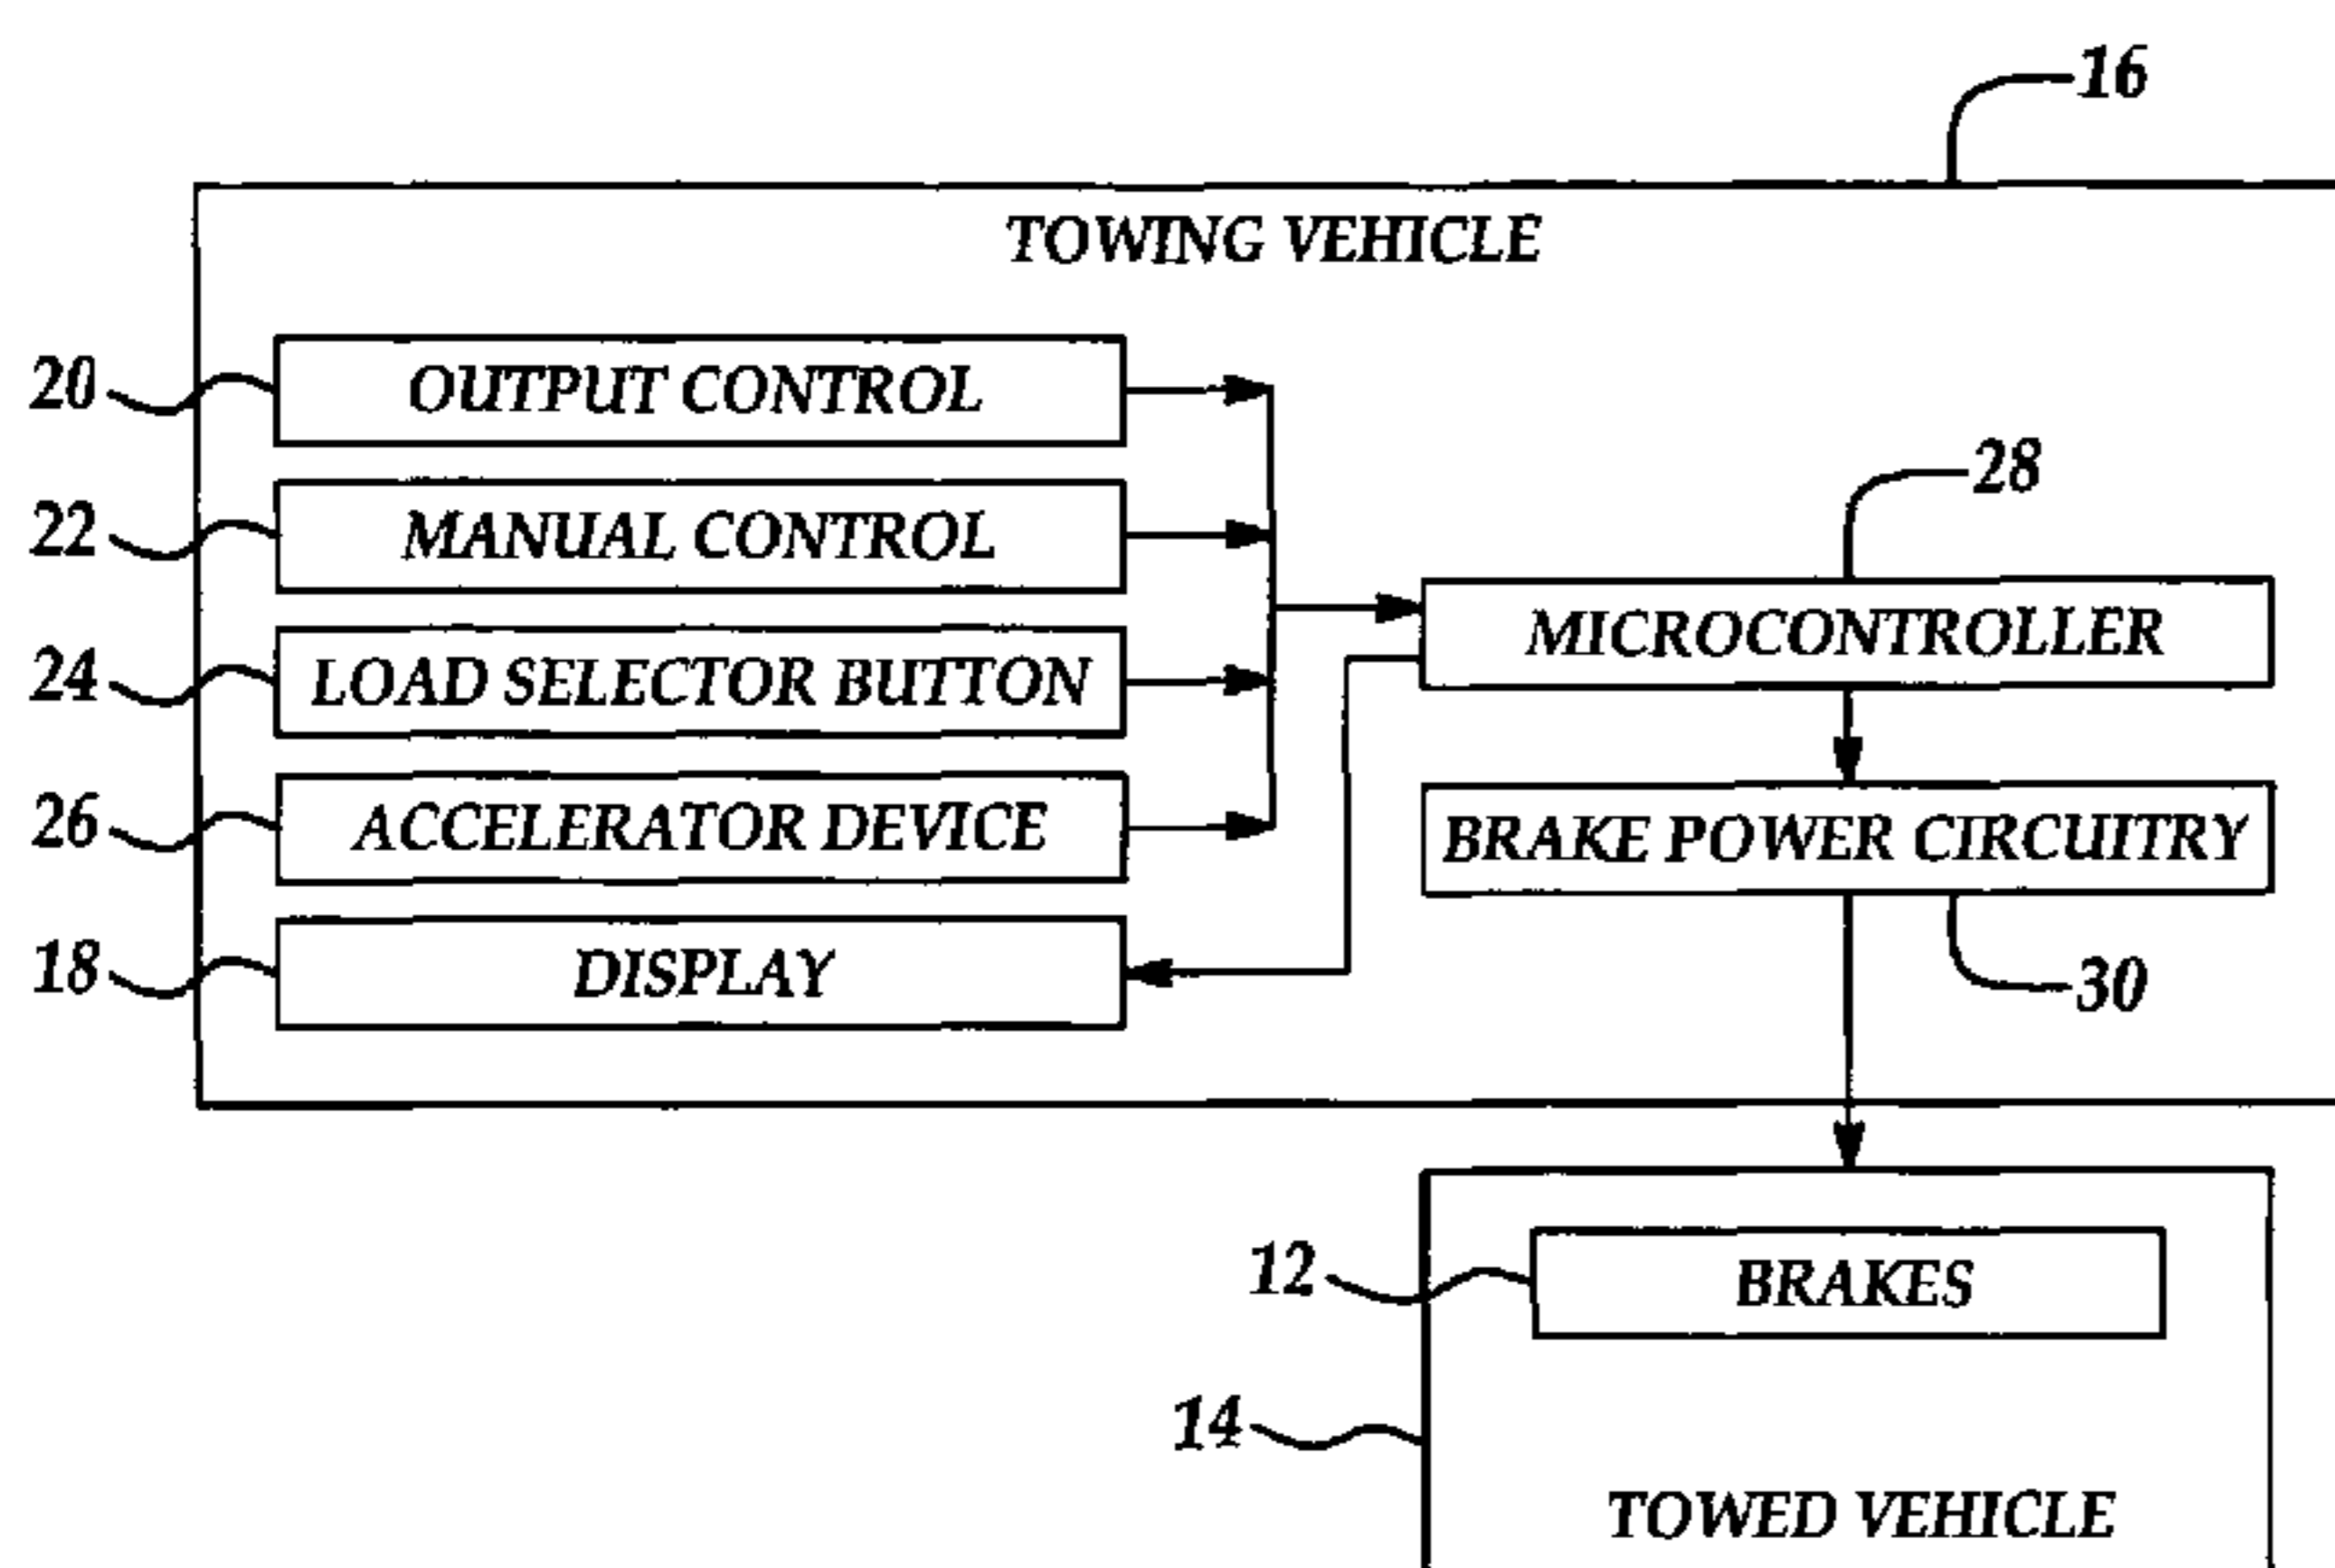 16
TOWING VEHICLE
20 OUTPUT CONTROL
22 MANUAL CONTROL
28
24 LOAD SELECTOR BUTTON
MICROCONTROLLER
26 ACCELERATOR DEVICE
BRAKE POWER CIRCUITRY
18 DISPLAY
30
12 BRAKES
14
TOWED VEHICLE